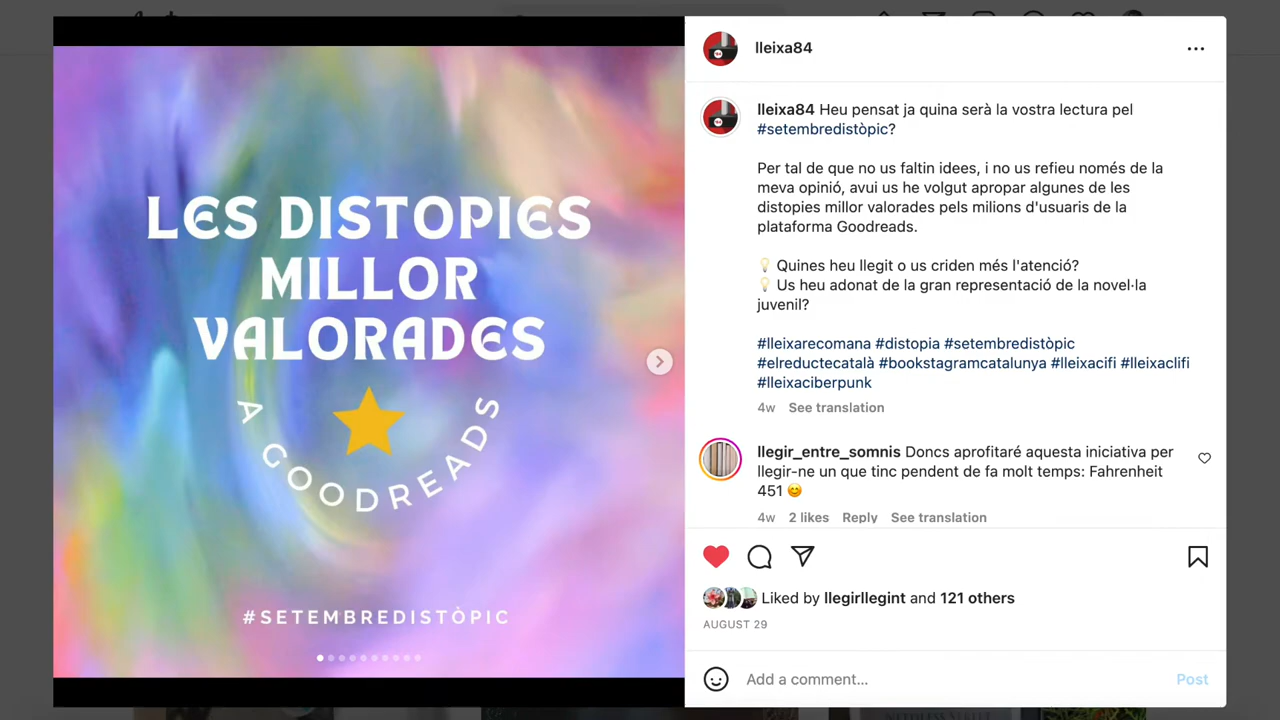 LES DISTOPIES
MILLOR
VALORADES
A GOODREADS
#SETEMBREDISTÒPIC
lleixa84
lleixa84 Heu pensat ja quina serà la vostra lectura pel
#setembredistòpic?
Per tal de que no us faltin idees, i no us refieu només de la
meva opinió, avui us he volgut apropar algunes de les
distopies millor valorades pels milions d'usuaris de la
plataforma Goodreads.
💡 Quines heu llegit o us criden més l'atenció?
💡 Us heu adonat de la gran representació de la novel·la
juvenil?
#lleixarecomana #distopia #setembredistòpic
#elreductecatalà #bookstagramcatalunya #lleixacifi #lleixaclifi
#lleixaciberpunk
4w See translation
llegir_entre_somnis Doncs aprofitaré aquesta iniciativa per
llegir-ne un que tinc pendent de fa molt temps: Fahrenheit
451 😊
4w 2 likes Reply See translation
Liked by llegirllegint and 121 others
AUGUST 29
Add a comment...
Post